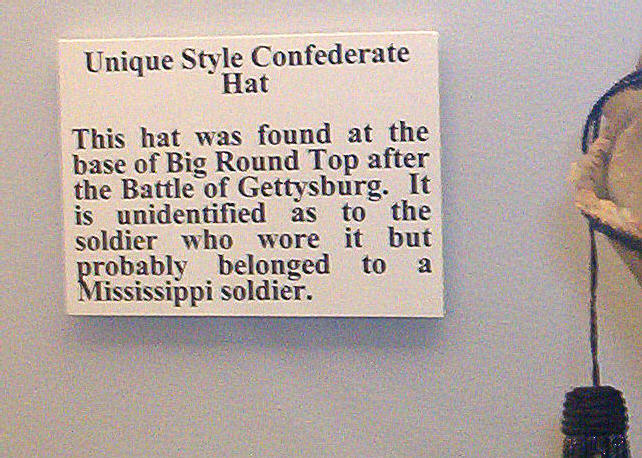 Unique Style Confederate
Hat
This hat was found at the
base of Big Round Top after
the Battle of Gettysburg. It
is unidentified as to the
soldier who wore it but
probably belonged to a
Mississippi soldier.